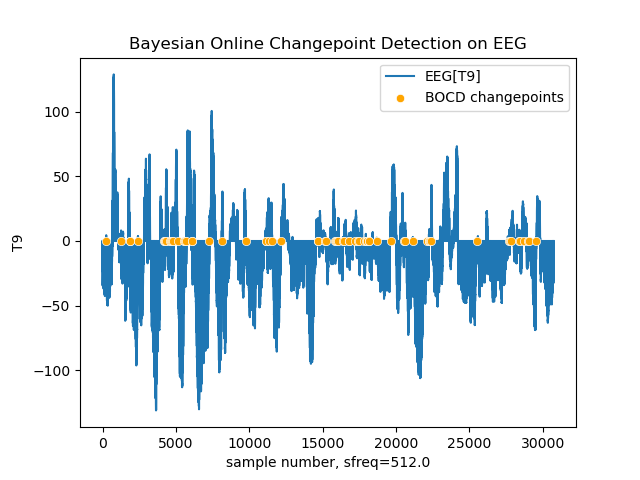 Bayesian Online Changepoint Detection on EEG
EEG[T9]
BOCD changepoints
100
50
0
−50
−100
T9
0 5000 10000 15000 20000 25000 30000
sample number, sfreq=512.0